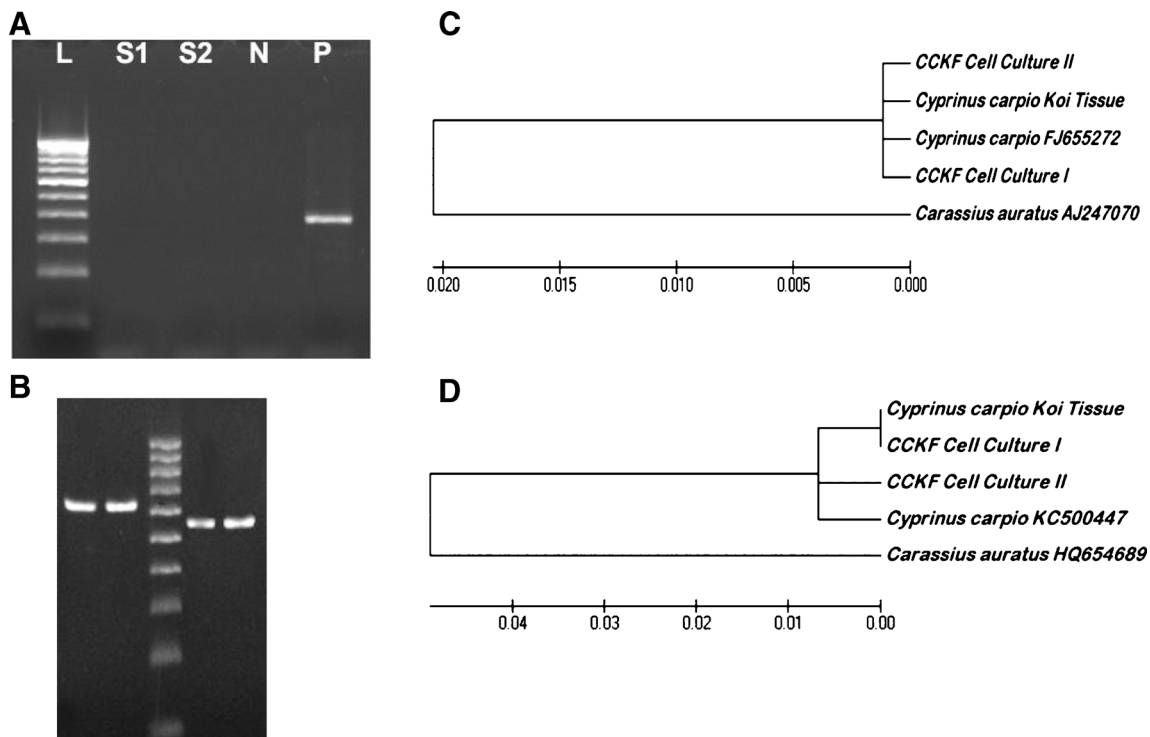 A
L S1 S2 N P
B
C
CCKF Cell Culture II
Cyprinus carpio Koi Tissue
Cyprinus carpio FJ655272
CCKF Cell Culture I
Carassius auratus AJ247070
0.020 0.015 0.010 0.005 0.000
D
Cyprinus carpio Koi Tissue
CCKF Cell Culture I
CCKF Cell Culture II
Cyprinus carpio KC500447
Carassius auratus HQ654689
0.04 0.03 0.02 0.01 0.00